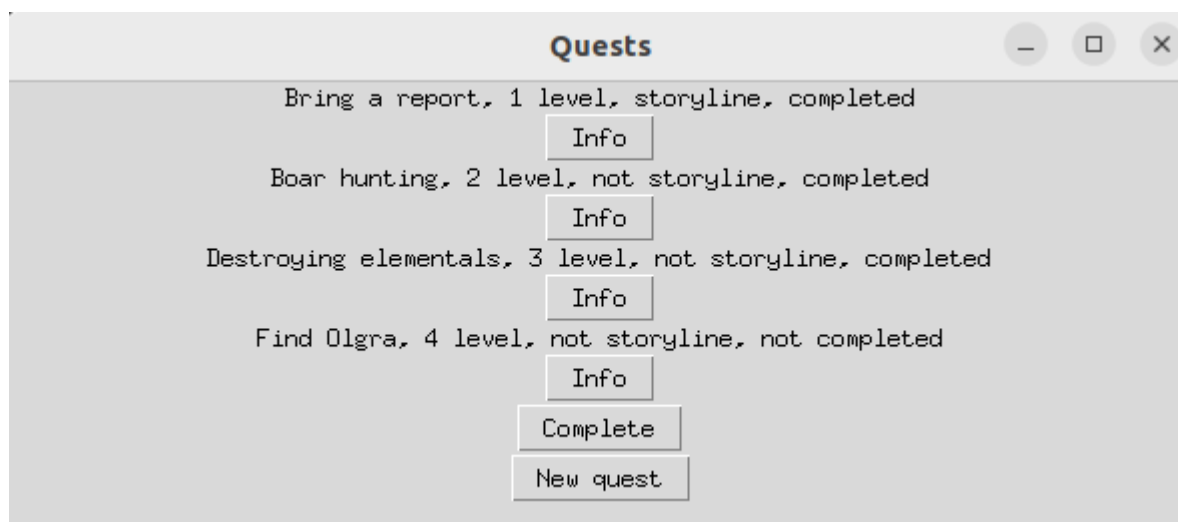 Quests
Bring a report, 1 level, storyline, completed
Info
Boar hunting, 2 level, not storyline, completed
Info
Destroying elementals, 3 level, not storyline, completed
Info
Find Olgra, 4 level, not storyline, not completed
Info
Complete
New quest